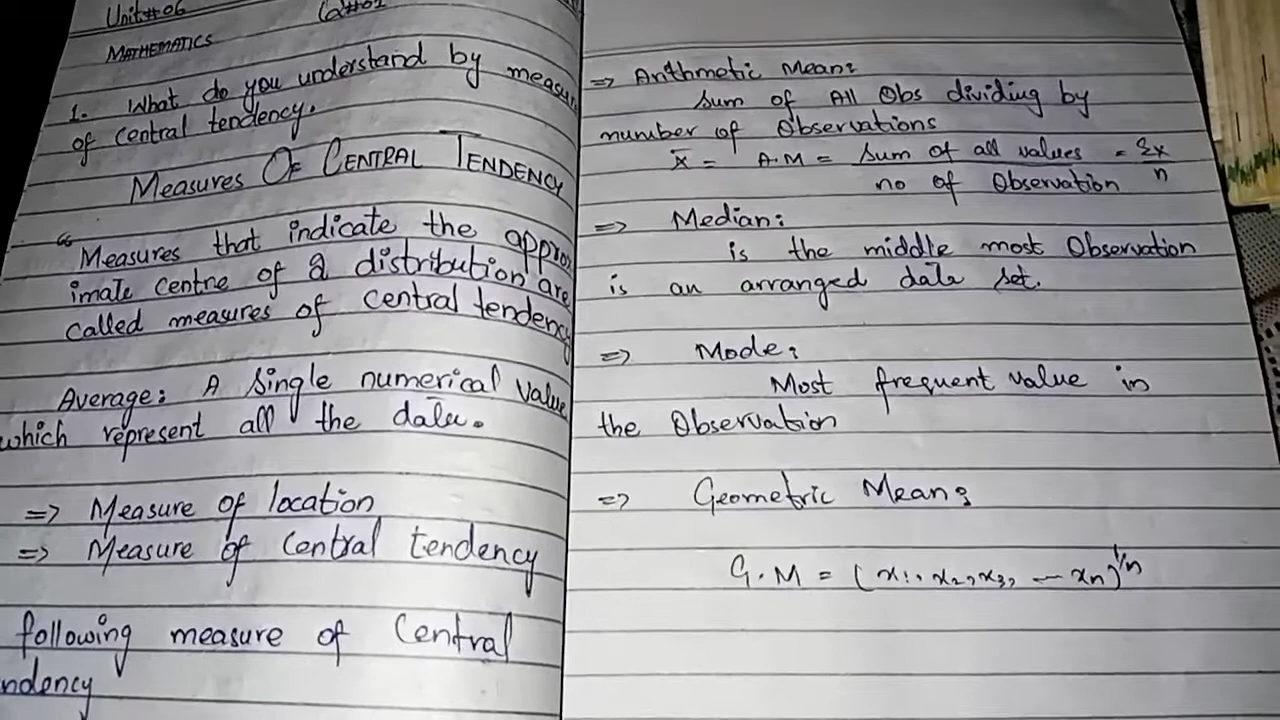 Unit#06
MATHEMATICS
1. What do you understand by measur
of central tendency.
MEASURES OF CENTRAL TENDENCY
“Measures that indicate the approx
imate centre of a distribution are
called measures of central tendency
Average: A single numerical value
which represent all the data.
=> Measure of location
=> Measure of Central tendency
following measure of Central
ndency
=> Arithmetic Mean:
Sum of All Obs dividing by
number of Observations
x̄ = A.M = Sum of all values = Σx
no of Observation n
=> Median:
is the middle most Observation
is an arranged data set.
=> Mode:
Most frequent value in
the Observation
=> Geometric Mean:
G.M = (x1, x2, x3, — xn)^1/n